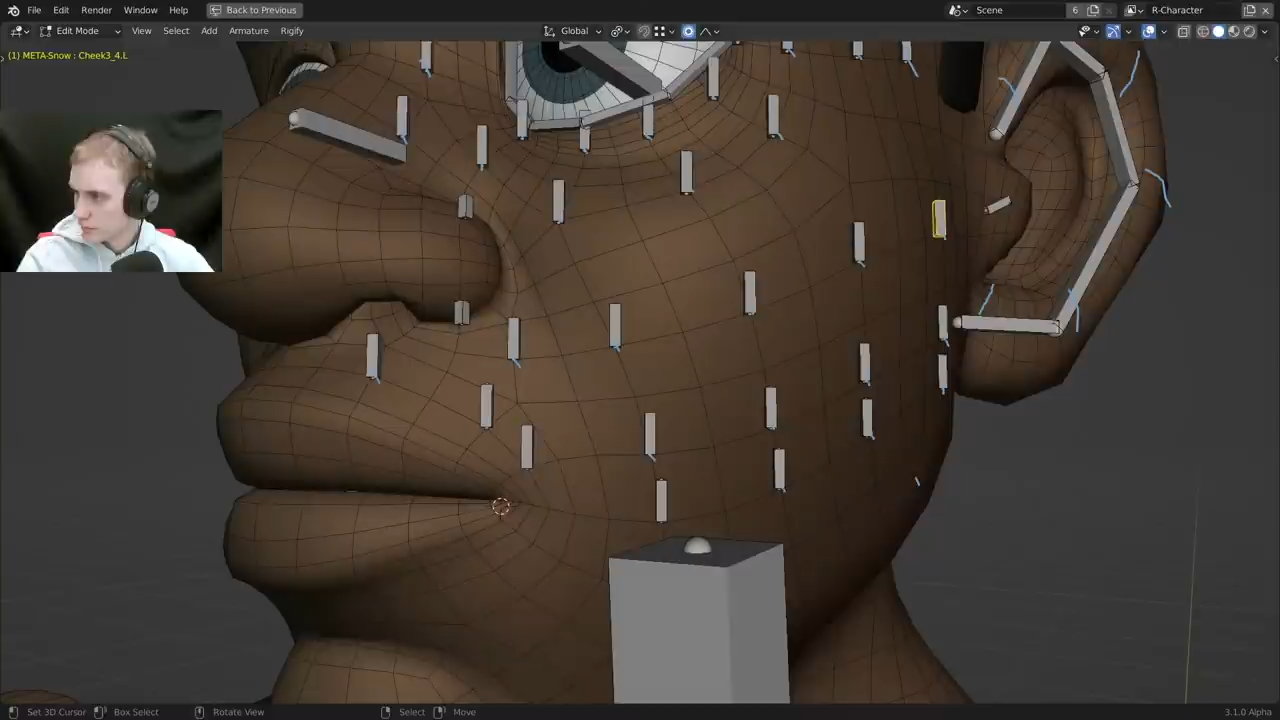 File Edit Render Window Help Back to Previous Scene 6 R-Character
Edit Mode View Select Add Armature Rigify Global
(1) META-Snow : Cheek3_4.L
Set 3D Cursor Box Select Rotate View Select Move 3.1.0 Alpha